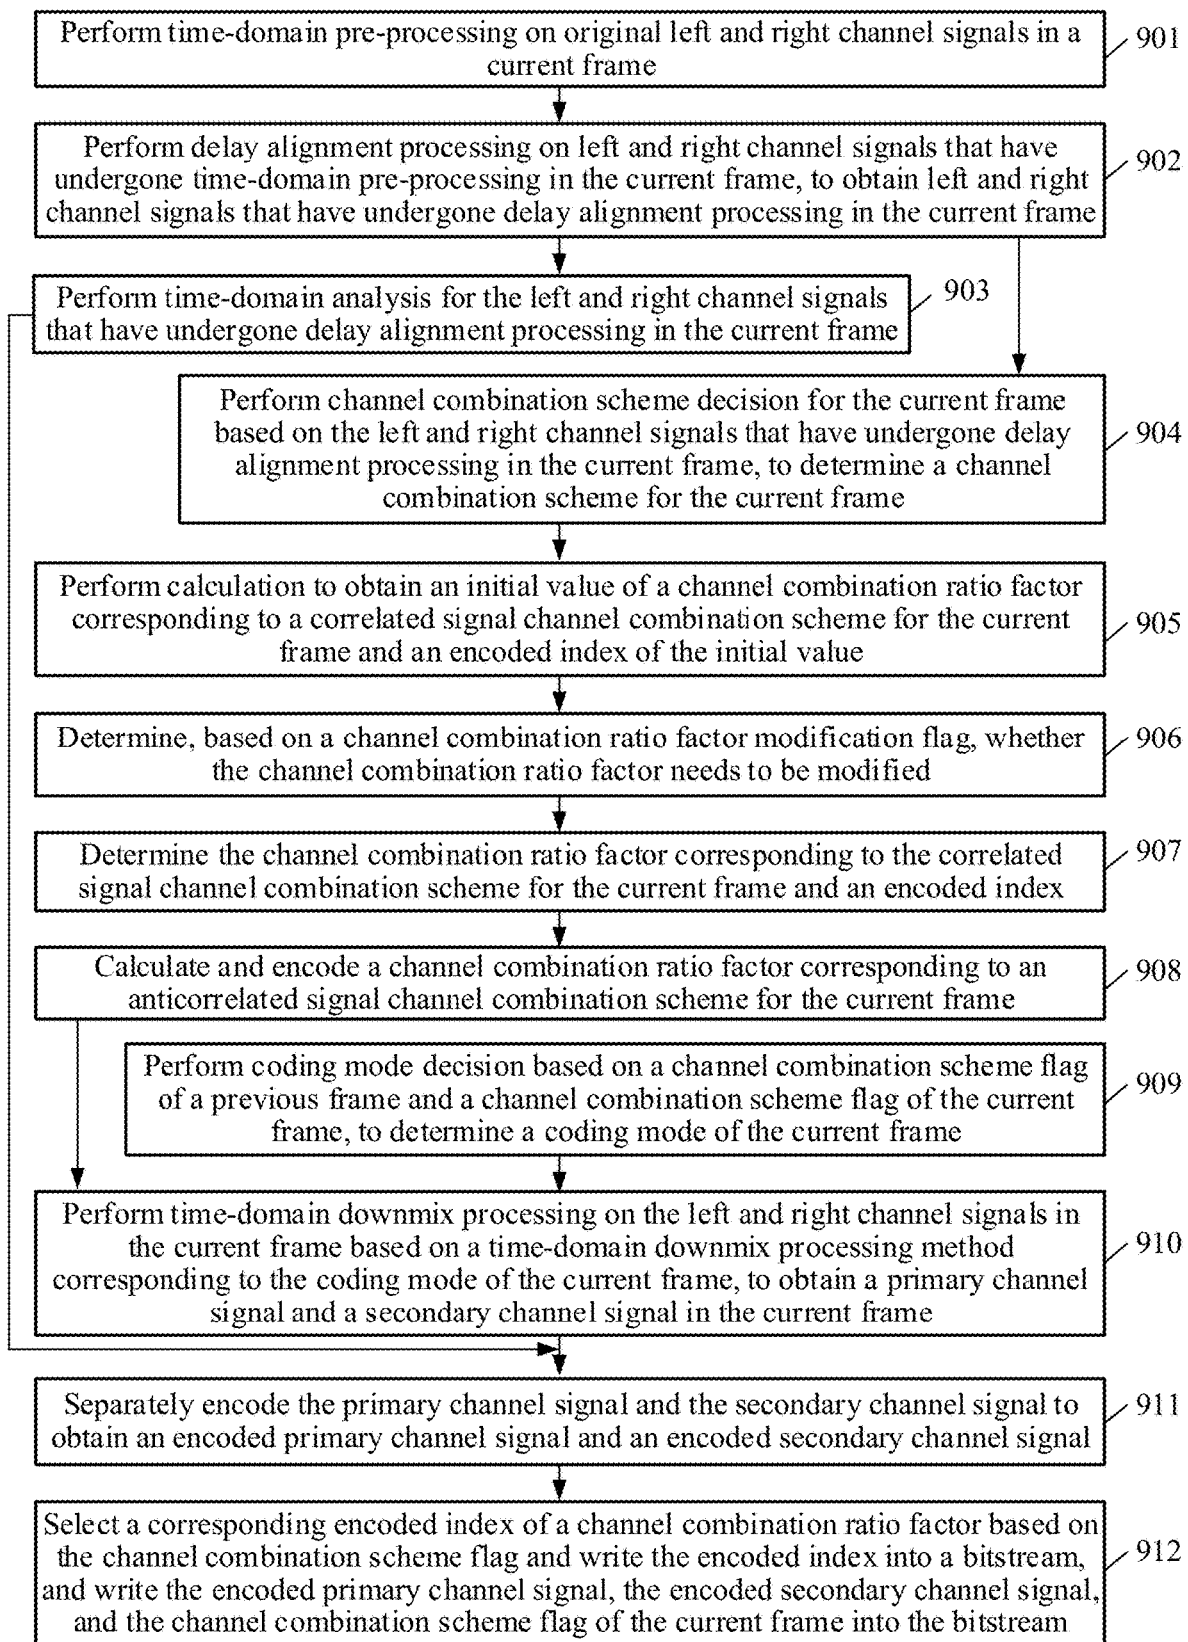 Perform time-domain pre-processing on original left and right channel signals in a
current frame
901
Perform delay alignment processing on left and right channel signals that have
undergone time-domain pre-processing in the current frame, to obtain left and right
channel signals that have undergone delay alignment processing in the current frame
902
Perform time-domain analysis for the left and right channel signals
that have undergone delay alignment processing in the current frame
903
Perform channel combination scheme decision for the current frame
based on the left and right channel signals that have undergone delay
alignment processing in the current frame, to determine a channel
combination scheme for the current frame
904
Perform calculation to obtain an initial value of a channel combination ratio factor
corresponding to a correlated signal channel combination scheme for the current
frame and an encoded index of the initial value
905
Determine, based on a channel combination ratio factor modification flag, whether
the channel combination ratio factor needs to be modified
906
Determine the channel combination ratio factor corresponding to the correlated
signal channel combination scheme for the current frame and an encoded index
907
Calculate and encode a channel combination ratio factor corresponding to an
anticorrelated signal channel combination scheme for the current frame
908
Perform coding mode decision based on a channel combination scheme flag
of a previous frame and a channel combination scheme flag of the current
frame, to determine a coding mode of the current frame
909
Perform time-domain downmix processing on the left and right channel signals in
the current frame based on a time-domain downmix processing method
corresponding to the coding mode of the current frame, to obtain a primary channel
signal and a secondary channel signal in the current frame
910
Separately encode the primary channel signal and the secondary channel signal to
obtain an encoded primary channel signal and an encoded secondary channel signal
911
Select a corresponding encoded index of a channel combination ratio factor based on
the channel combination scheme flag and write the encoded index into a bitstream,
and write the encoded primary channel signal, the encoded secondary channel signal,
and the channel combination scheme flag of the current frame into the bitstream
912